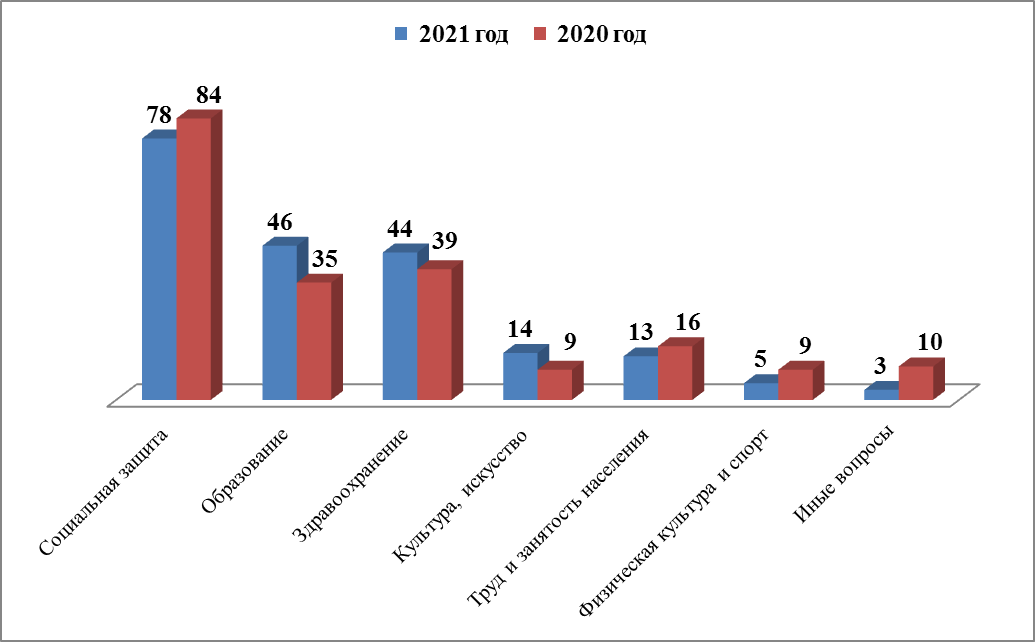 2021 год 2020 год
78 84
46 35
44 39
14 9
13 16
5 9
3 10
Социальная защита
Образование
Здравоохранение
Культура, искусство
Труд и занятость населения
Физическая культура и спорт
Иные вопросы